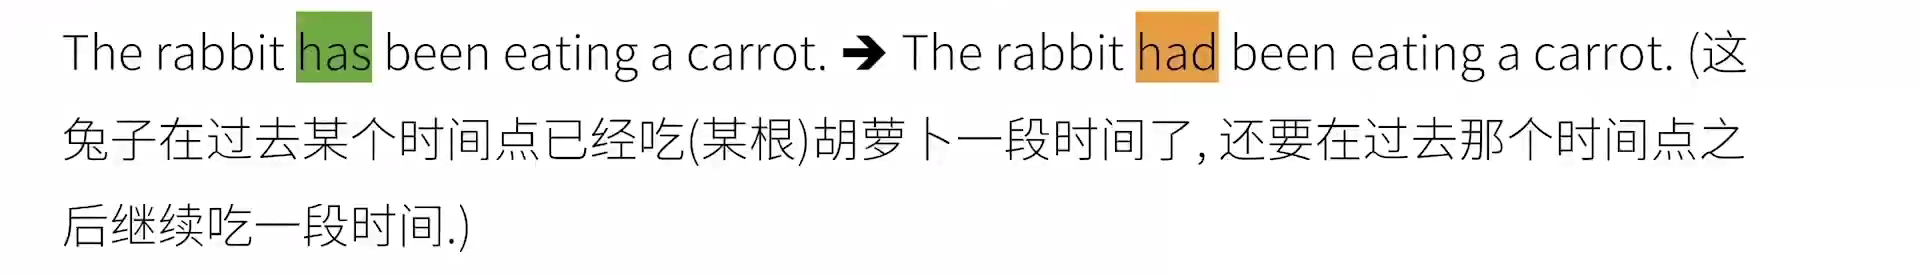 The rabbit has been eating a carrot. ➔ The rabbit had been eating a carrot. (这
兔子在过去某个时间点已经吃(某根)胡萝卜一段时间了, 还要在过去那个时间点之
后继续吃一段时间.)